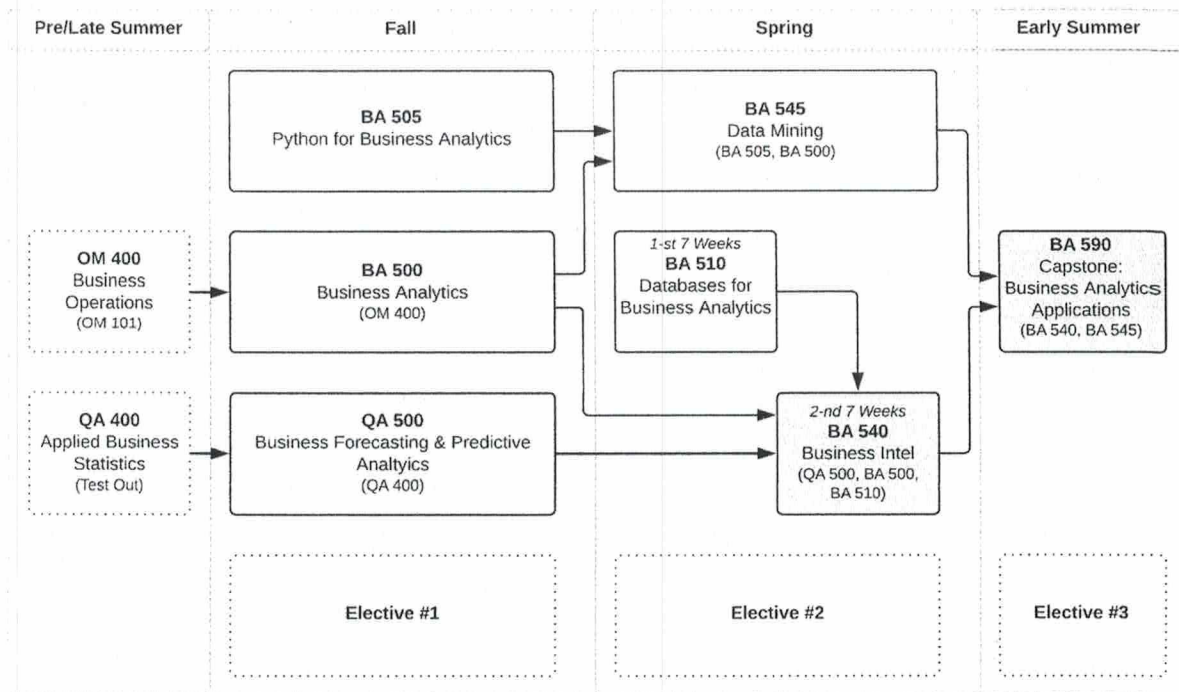 Pre/Late Summer
Fall
Spring
Early Summer
BA 505
Python for Business Analytics
BA 545
Data Mining
(BA 505, BA 500)
OM 400
Business
Operations
(OM 101)
BA 500
Business Analytics
(OM 400)
1-st 7 Weeks
BA 510
Databases for
Business Analytics
BA 590
Capstone:
Business Analytics
Applications
(BA 540, BA 545)
QA 400
Applied Business
Statistics
(Test Out)
QA 500
Business Forecasting & Predictive
Analtyics
(QA 400)
2-nd 7 Weeks
BA 540
Business Intel
(QA 500, BA 500,
BA 510)
Elective #1
Elective #2
Elective #3